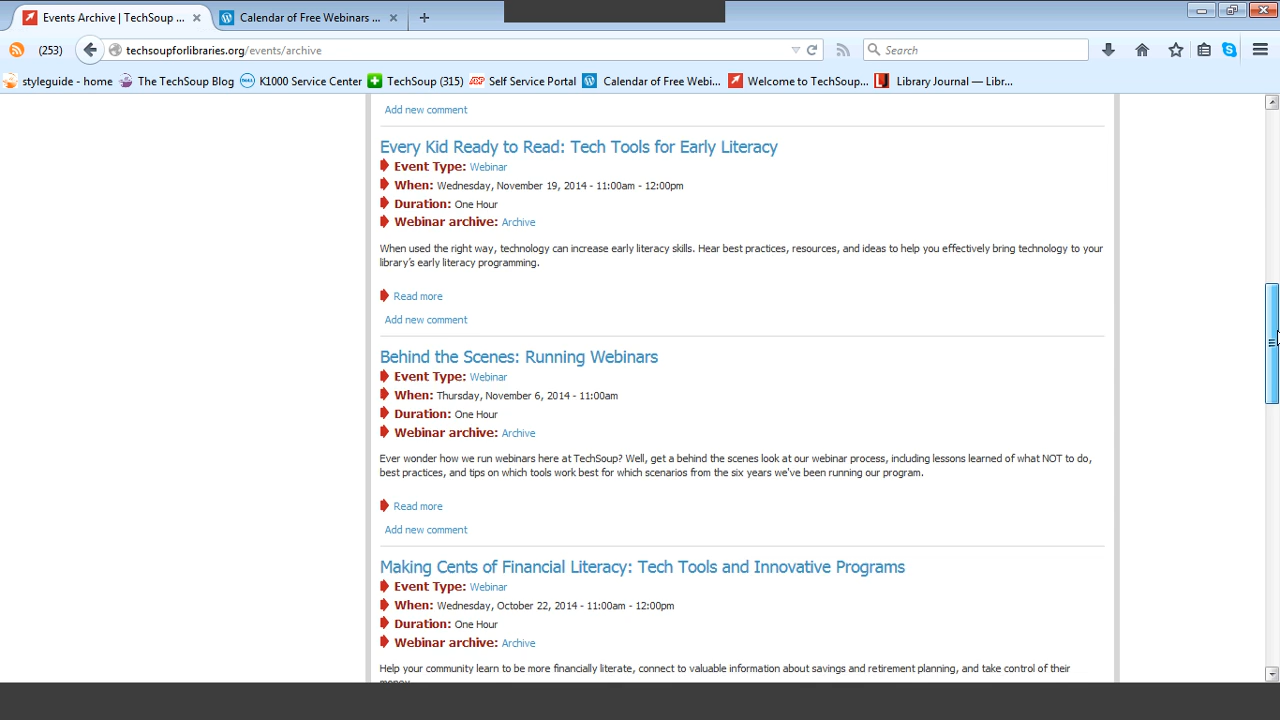 Events Archive | TechSoup ...
Calendar of Free Webinars ...
(253)
techsoupforlibraries.org/events/archive
Search
styleguide - home
The TechSoup Blog
K1000 Service Center
TechSoup (315)
Self Service Portal
Calendar of Free Webi...
Welcome to TechSoup...
Library Journal — Libr...
Add new comment
Every Kid Ready to Read: Tech Tools for Early Literacy
Event Type: Webinar
When: Wednesday, November 19, 2014 - 11:00am - 12:00pm
Duration: One Hour
Webinar archive: Archive
When used the right way, technology can increase early literacy skills. Hear best practices, resources, and ideas to help you effectively bring technology to your
library's early literacy programming.
Read more
Add new comment
Behind the Scenes: Running Webinars
Event Type: Webinar
When: Thursday, November 6, 2014 - 11:00am
Duration: One Hour
Webinar archive: Archive
Ever wonder how we run webinars here at TechSoup? Well, get a behind the scenes look at our webinar process, including lessons learned of what NOT to do,
best practices, and tips on which tools work best for which scenarios from the six years we've been running our program.
Read more
Add new comment
Making Cents of Financial Literacy: Tech Tools and Innovative Programs
Event Type: Webinar
When: Wednesday, October 22, 2014 - 11:00am - 12:00pm
Duration: One Hour
Webinar archive: Archive
Help your community learn to be more financially literate, connect to valuable information about savings and retirement planning, and take control of their